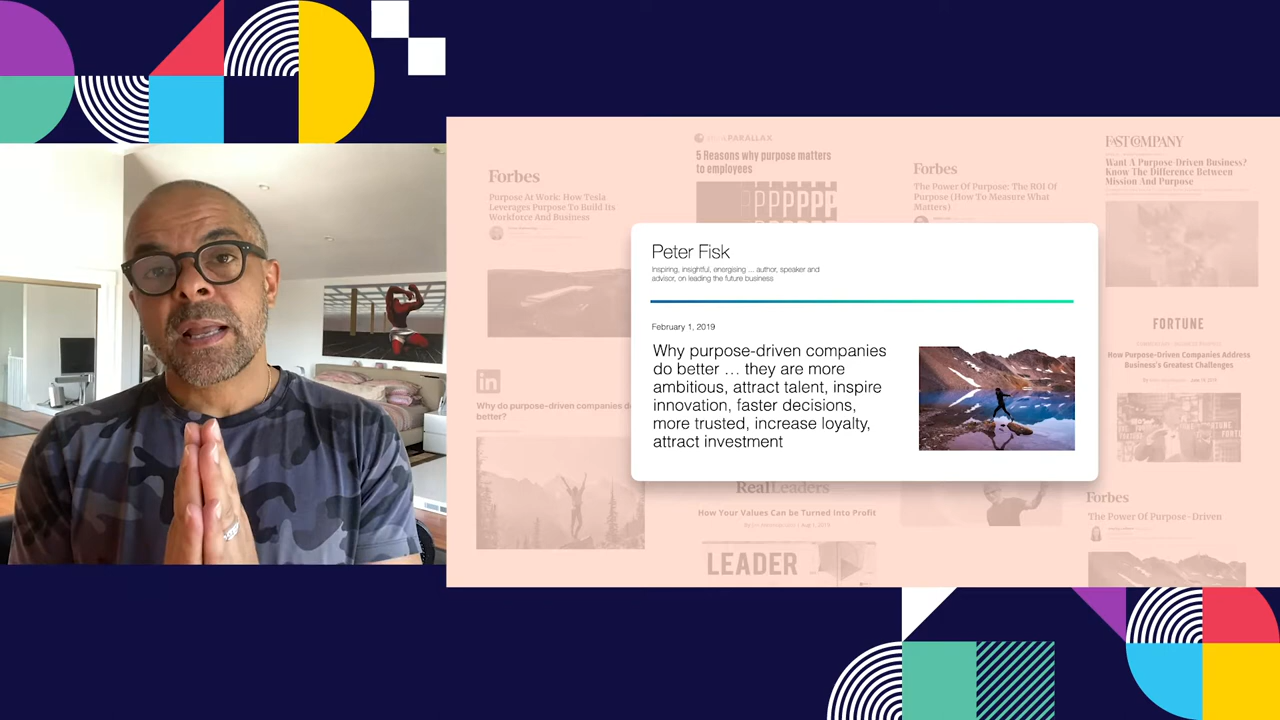 Forbes
Purpose At Work: How Tesla
Leverages Purpose To Build Its
Workforce And Business
PARALLAX
5 Reasons why purpose matters
to employees
Forbes
The Power Of Purpose: The ROI Of
Purpose (How To Measure What
Matters)
FAST COMPANY
Want A Purpose-Driven Business?
Know The Difference Between
Mission And Purpose
Peter Fisk
Inspiring, insightful, energising ... author, speaker and
advisor, on leading the future business
February 1, 2019
Why purpose-driven companies
do better ... they are more
ambitious, attract talent, inspire
innovation, faster decisions,
more trusted, increase loyalty,
attract investment
in
Why do purpose-driven companies do
better?
FORTUNE
How Purpose-Driven Companies Address
Business's Greatest Challenges
RealLeaders
How Your Values Can be Turned Into Profit
LEADER
Forbes
The Power Of Purpose-Driven